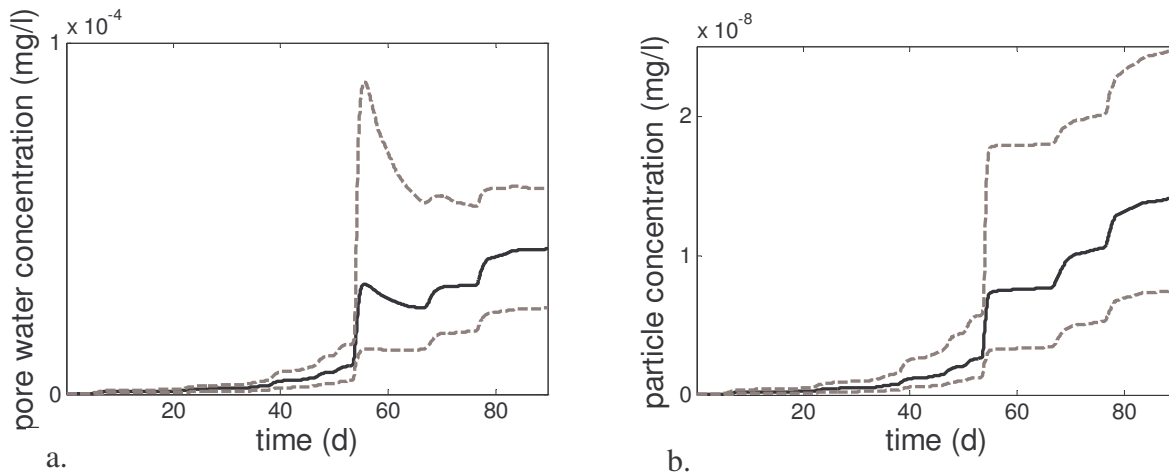 x 10⁻⁴
1
0
pore water concentration (mg/l)
20 40 60 80
time (d)
a.
x 10⁻⁸
2
1
0
particle concentration (mg/l)
20 40 60 80
time (d)
b.